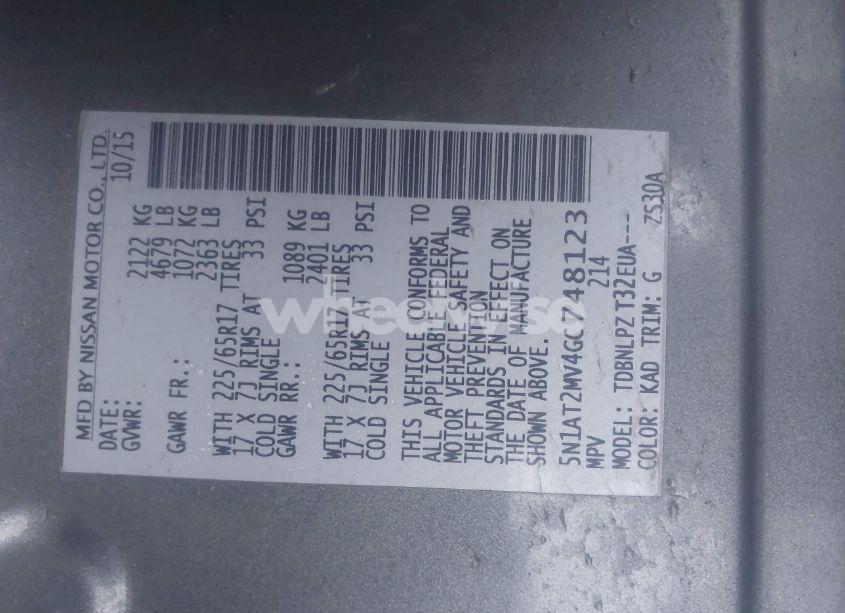 MFD BY NISSAN MOTOR CO., LTD.
DATE: 10/15
GVWR: 2122 KG
4679 LB
GAWR FR.: 1072 KG
2363 LB
WITH 225/65R17 TIRES
17 X 7J RIMS AT 33 PSI
COLD SINGLE
GAWR RR.: 1089 KG
2401 LB
WITH 225/65R17 TIRES
17 X 7J RIMS AT 33 PSI
COLD SINGLE
THIS VEHICLE CONFORMS TO
ALL APPLICABLE FEDERAL
MOTOR VEHICLE SAFETY AND
THEFT PREVENTION
STANDARDS IN EFFECT ON
THE DATE OF MANUFACTURE
SHOWN ABOVE.
5N1AT2MV4GC748123
MPV 214
MODEL: TDBNLPZ T32EUA---
COLOR: KAD TRIM: G ZS30A